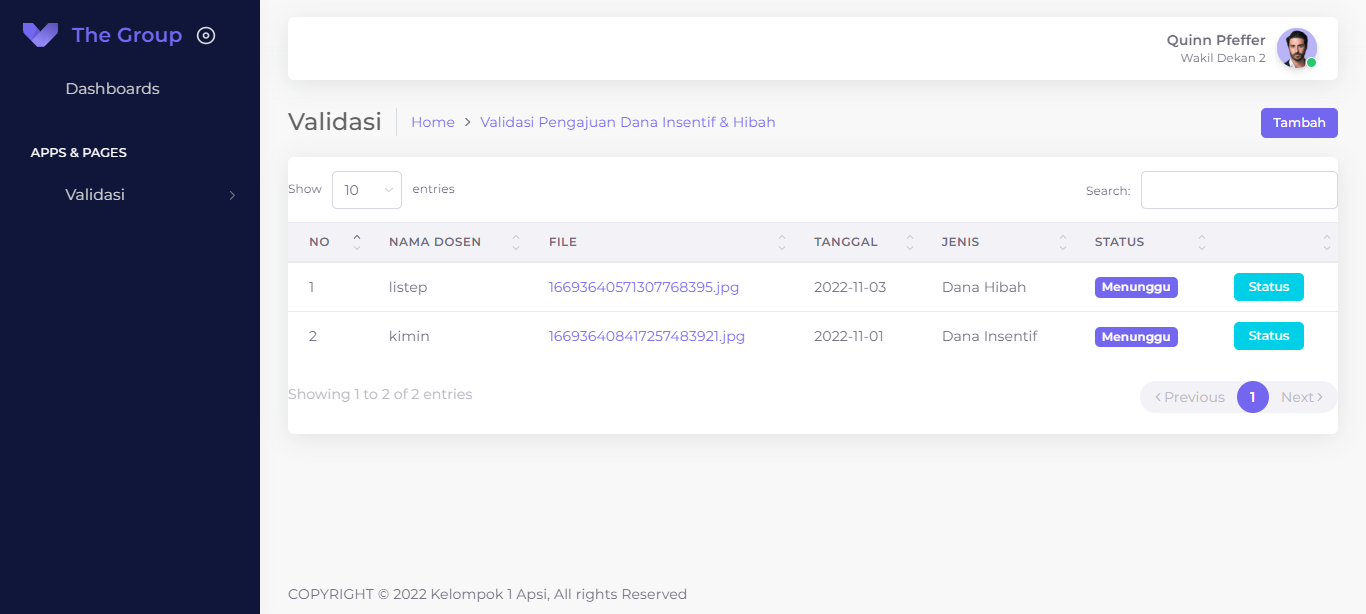 The Group
Dashboards
APPS & PAGES
Validasi
Quinn Pfeffer
Wakil Dekan 2
Validasi
Home > Validasi Pengajuan Dana Insentif & Hibah
Tambah
Show 10 entries
Search:
NO NAMA DOSEN FILE TANGGAL JENIS STATUS
1 listep 16693640571307768395.jpg 2022-11-03 Dana Hibah Menunggu Status
2 kimin 166936408417257483921.jpg 2022-11-01 Dana Insentif Menunggu Status
Showing 1 to 2 of 2 entries
Previous 1 Next
COPYRIGHT © 2022 Kelompok 1 Apsi, All rights Reserved